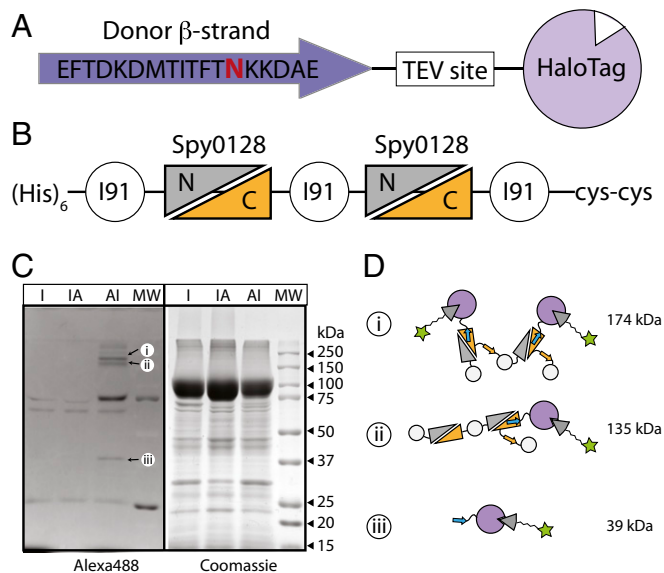 A
Donor β-strand
EFTDKDMTITFTNKKDAE
TEV site
HaloTag
B
Spy0128 Spy0128
(His)6 I91 N C I91 N C I91 cys-cys
C
I IA AI MW I IA AI MW
kDa
250
150
100
75
50
37
25
20
15
i
ii
iii
Alexa488 Coomassie
D
i 174 kDa
ii 135 kDa
iii 39 kDa